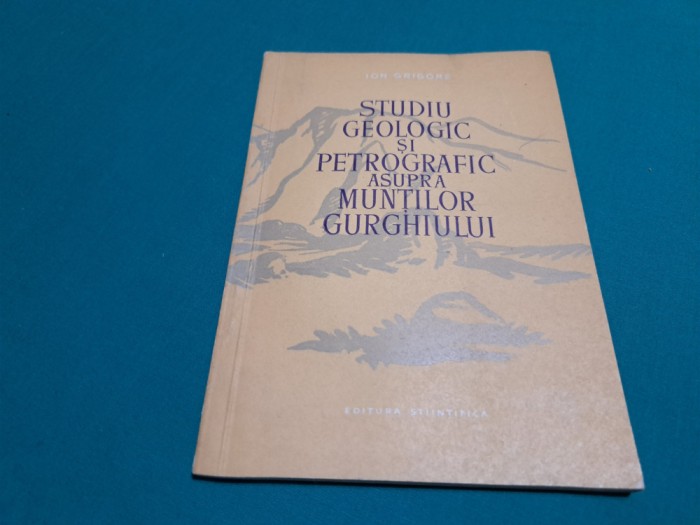 ION GRIGORE
STUDIU
GEOLOGIC
ȘI
PETROGRAFIC
ASUPRA
MUNȚILOR
GURGHIULUI
EDITURA ȘTIINȚIFICĂ